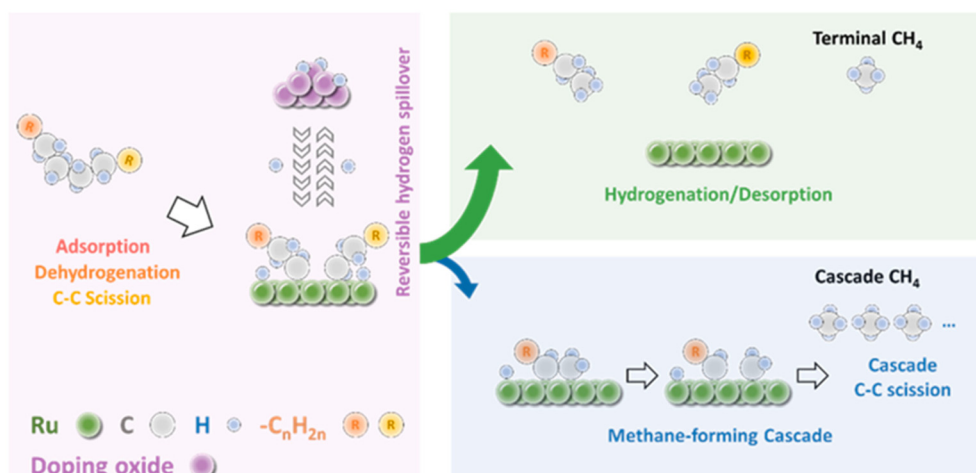 Adsorption
Dehydrogenation
C-C Scission
R
R
R
R
Reversible hydrogen spillover
Ru C H -CₙH₂ₙ R R
Doping oxide
Terminal CH₄
R
R
Hydrogenation/Desorption
Cascade CH₄
...
R
R
Cascade
C-C scission
Methane-forming Cascade